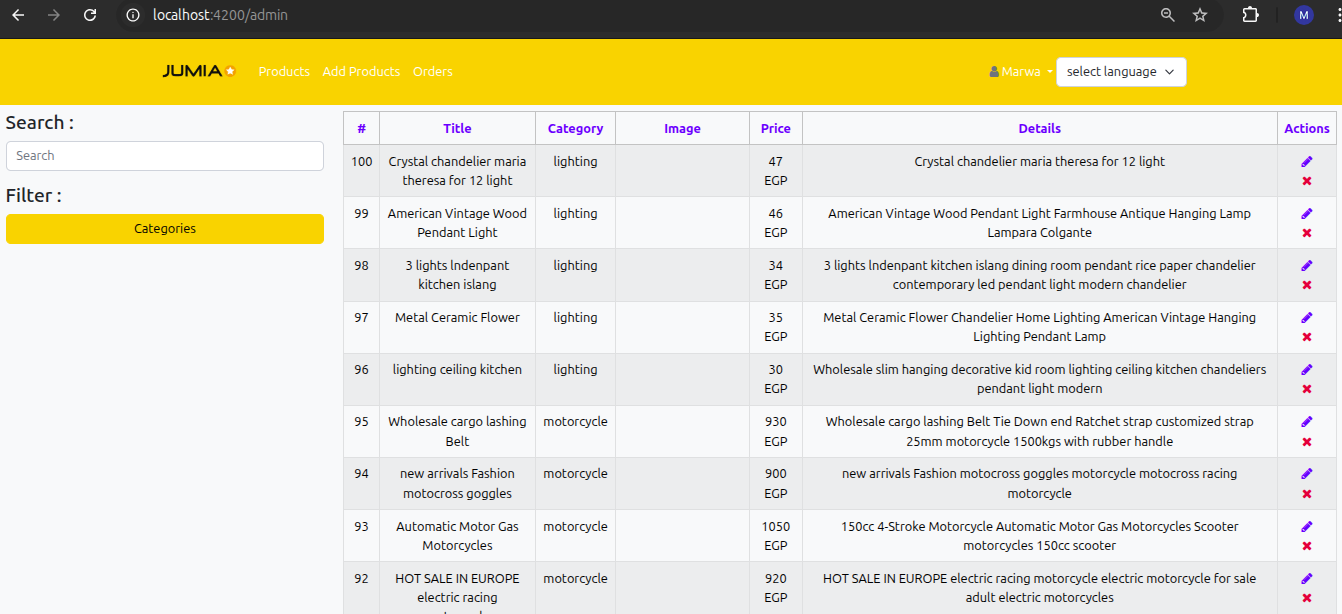 localhost:4200/admin
M
JUMIA
Products Add Products Orders
Marwa
select language
Search :
Search
Filter :
Categories
# Title Category Image Price Details Actions
100 Crystal chandelier maria lighting 47 Crystal chandelier maria theresa for 12 light
theresa for 12 light EGP
99 American Vintage Wood lighting 46 American Vintage Wood Pendant Light Farmhouse Antique Hanging Lamp
Pendant Light EGP Lampara Colgante
98 3 lights lndenpant lighting 34 3 lights lndenpant kitchen islang dining room pendant rice paper chandelier
kitchen islang EGP contemporary led pendant light modern chandelier
97 Metal Ceramic Flower lighting 35 Metal Ceramic Flower Chandelier Home Lighting American Vintage Hanging
EGP Lighting Pendant Lamp
96 lighting ceiling kitchen lighting 30 Wholesale slim hanging decorative kid room lighting ceiling kitchen chandeliers
EGP pendant light modern
95 Wholesale cargo lashing motorcycle 930 Wholesale cargo lashing Belt Tie Down end Ratchet strap customized strap
Belt EGP 25mm motorcycle 1500kgs with rubber handle
94 new arrivals Fashion motorcycle 900 new arrivals Fashion motocross goggles motorcycle motocross racing
motocross goggles EGP motorcycle
93 Automatic Motor Gas motorcycle 1050 150cc 4-Stroke Motorcycle Automatic Motor Gas Motorcycles Scooter
Motorcycles EGP motorcycles 150cc scooter
92 HOT SALE IN EUROPE motorcycle 920 HOT SALE IN EUROPE electric racing motorcycle electric motorcycle for sale
electric racing EGP adult electric motorcycles